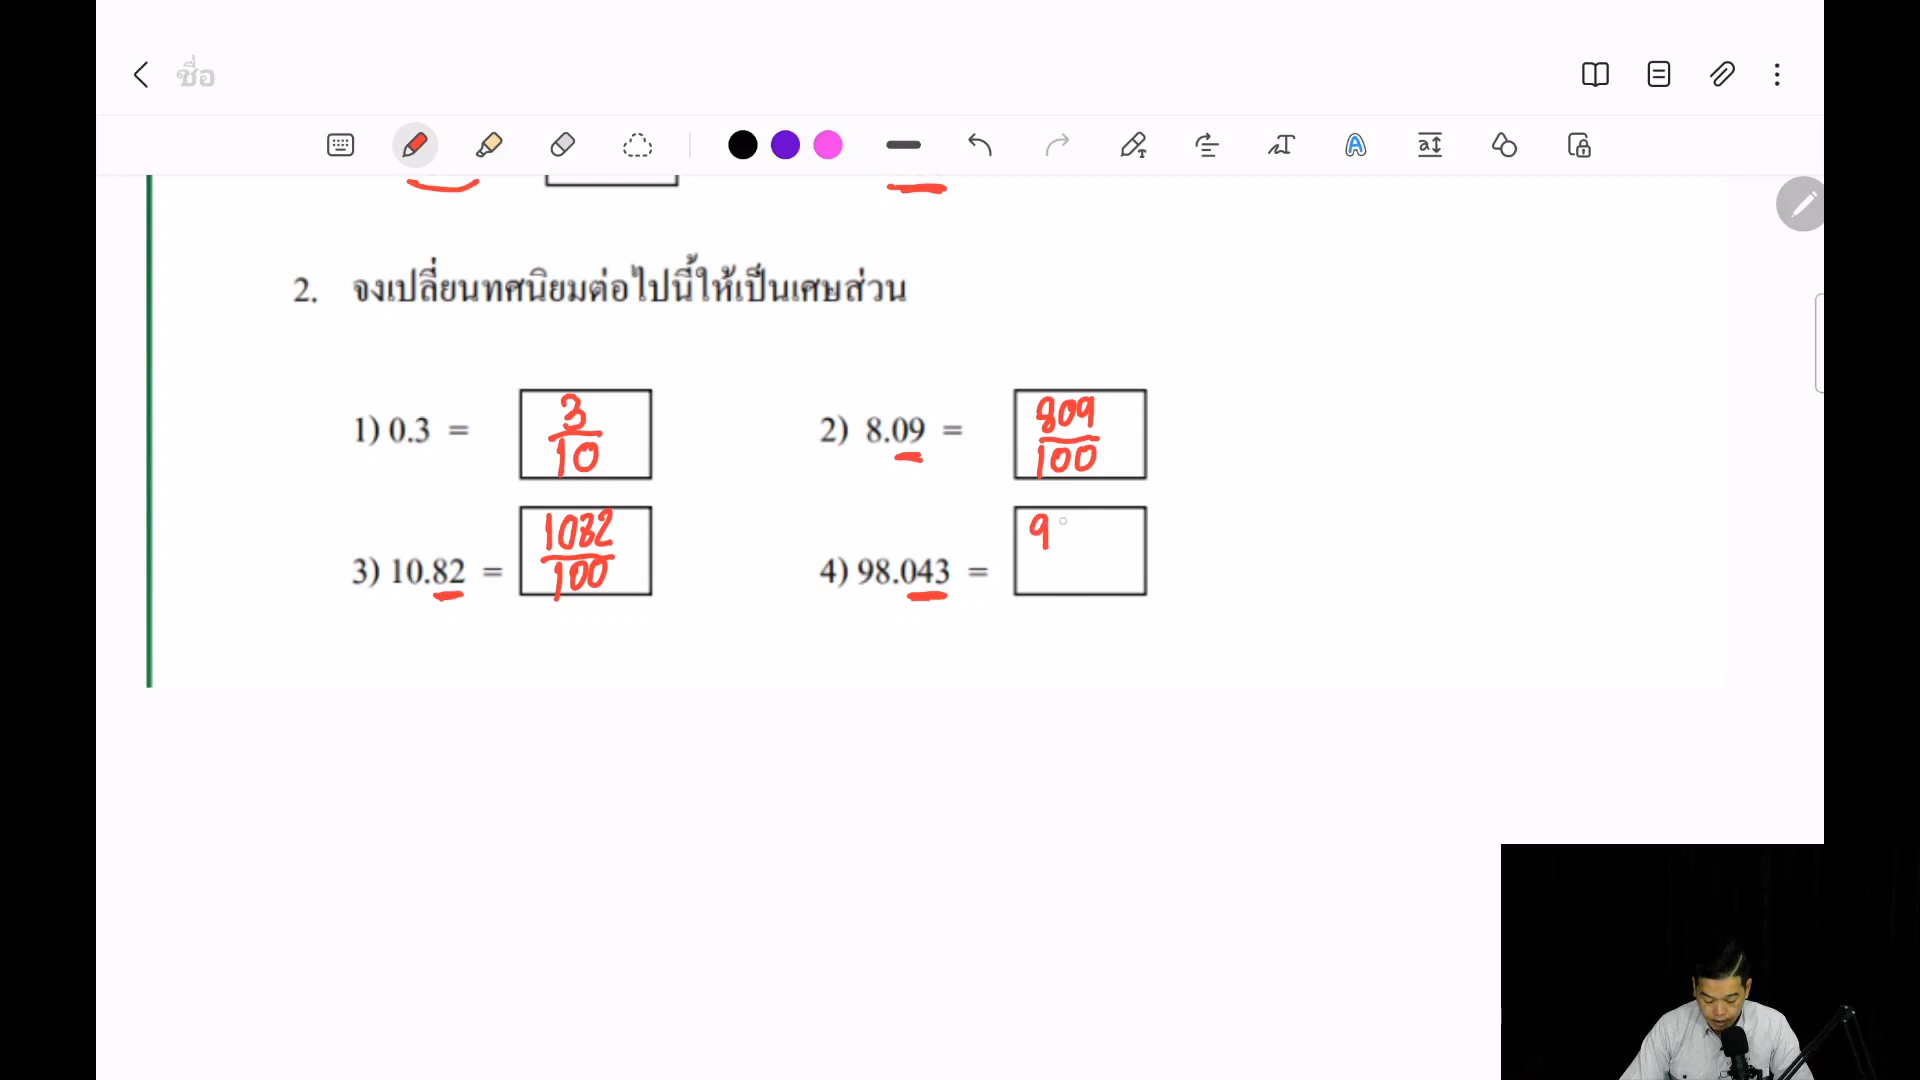 ชื่อ
2. จงเปลี่ยนทศนิยมต่อไปนี้ให้เป็นเศษส่วน
1) 0.3 = 3/10
2) 8.09 = 809/100
3) 10.82 = 1082/100
4) 98.043 = 9